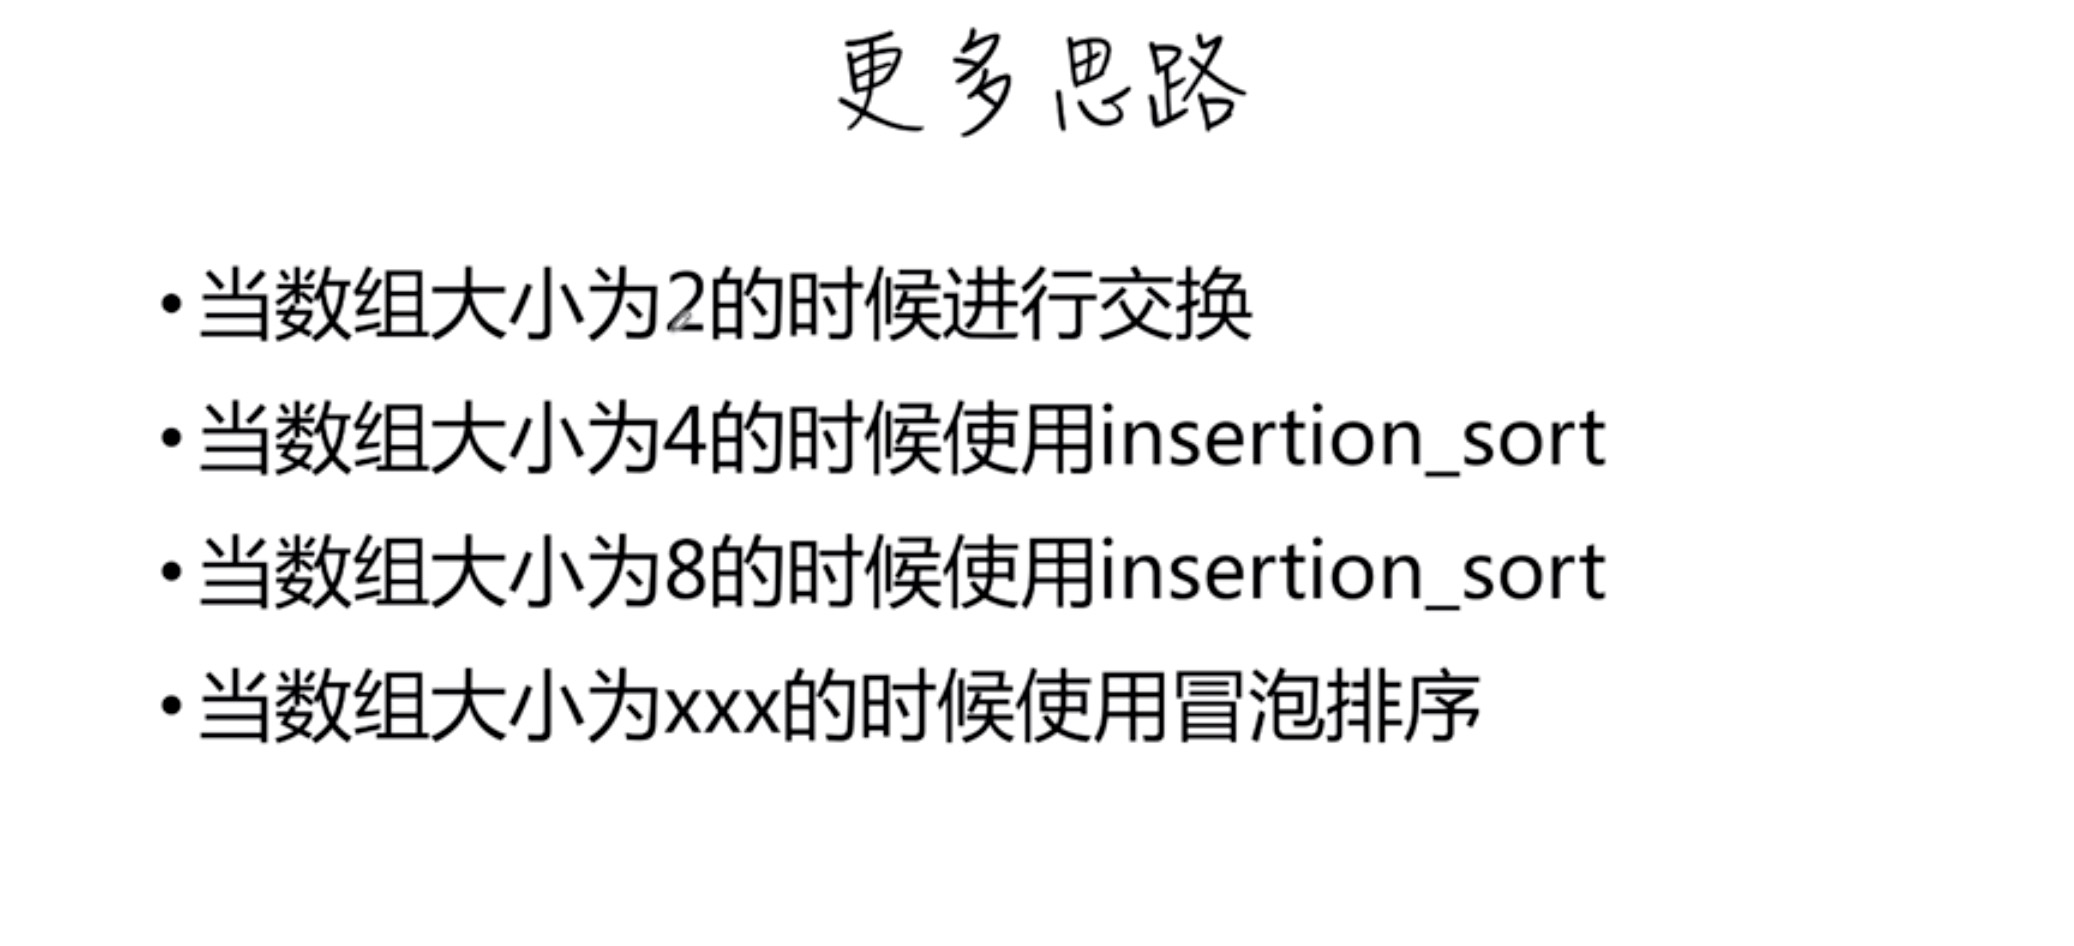 更多思路
•当数组大小为2的时候进行交换
•当数组大小为4的时候使用insertion_sort
•当数组大小为8的时候使用insertion_sort
•当数组大小为xxx的时候使用冒泡排序